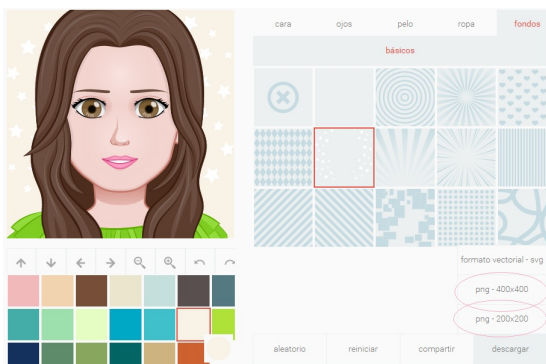 cara ojos pelo ropa fondos
básicos
formato vectorial - svg
png - 400x400
png - 200x200
aleatorio reiniciar compartir descargar